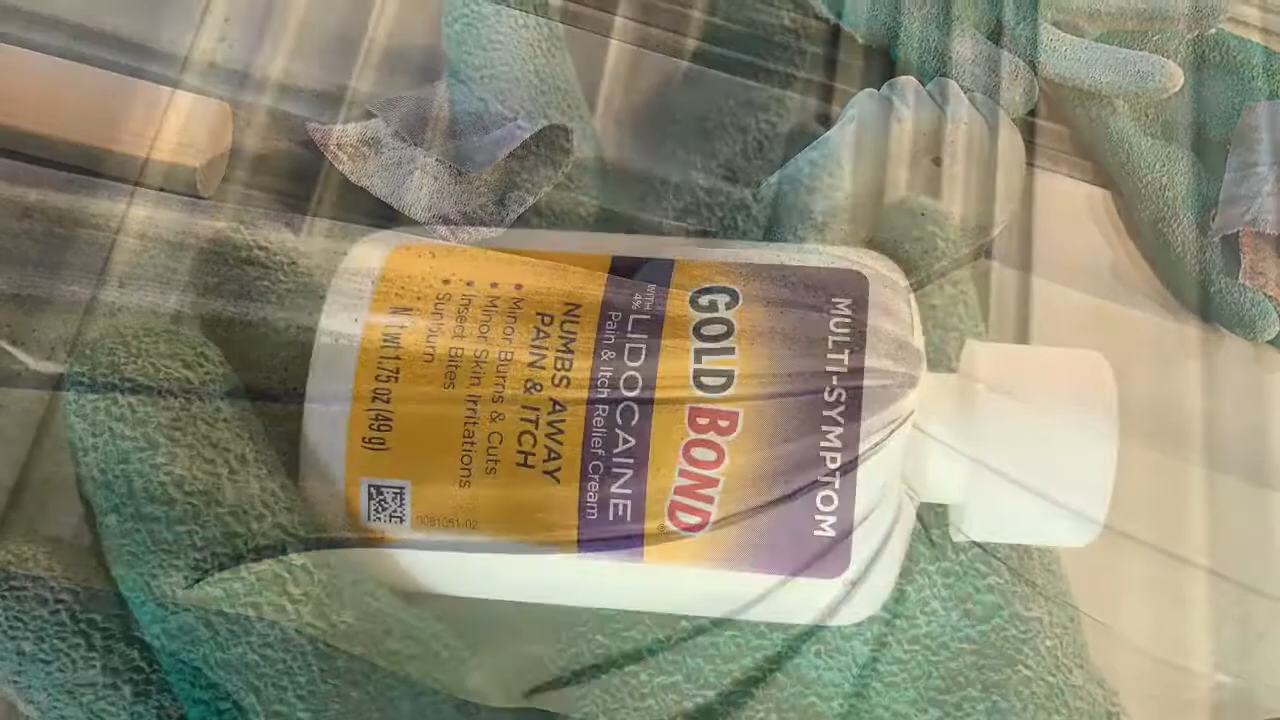 MULTI-SYMPTOM
GOLD BOND®
WITH 4% LIDOCAINE
Pain & Itch Relief Cream
NUMBS AWAY
PAIN & ITCH
• Minor Burns & Cuts
• Minor Skin Irritations
• Insect Bites
• Sunburn
N t wt 1.75 oz (49 g)
0081051-02